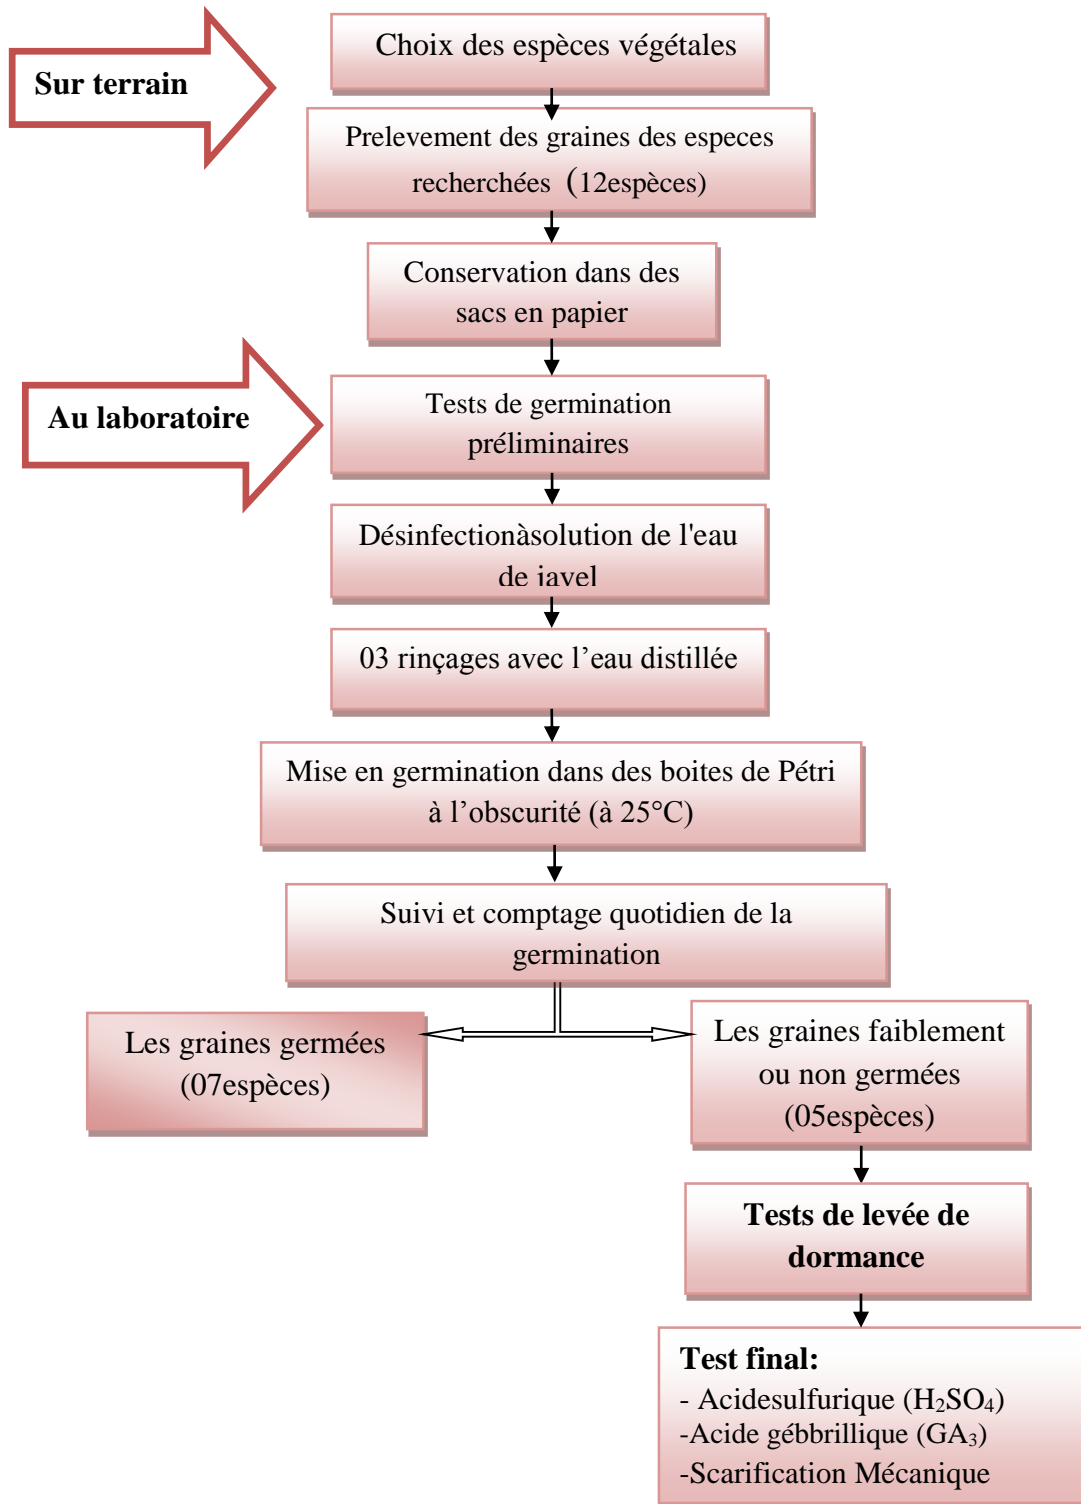 Sur terrain
Choix des espèces végétales
Prelevement des graines des especes
recherchées (12espèces)
Conservation dans des
sacs en papier
Au laboratoire
Tests de germination
préliminaires
Désinfectionàsolution de l'eau
de javel
03 rinçages avec l’eau distillée
Mise en germination dans des boites de Pétri
à l’obscurité (à 25°C)
Suivi et comptage quotidien de la
germination
Les graines germées
(07espèces)
Les graines faiblement
ou non germées
(05espèces)
Tests de levée de
dormance
Test final:
- Acidesulfurique (H₂SO₄)
-Acide gébbrillique (GA₃)
-Scarification Mécanique